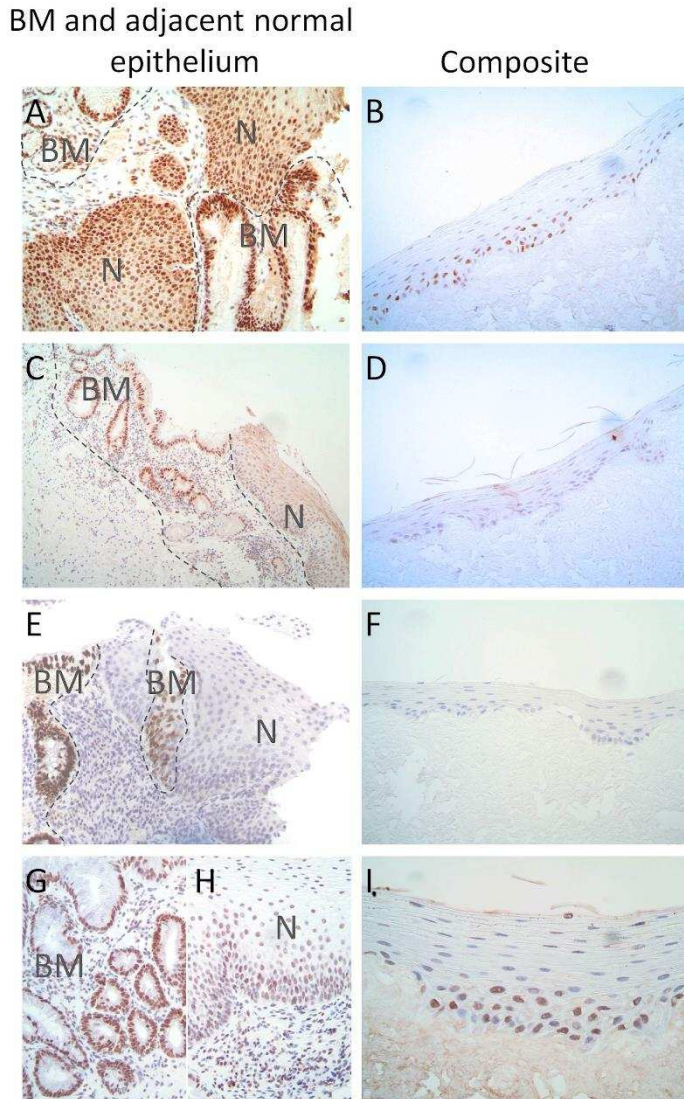 BM and adjacent normal
epithelium
Composite
A
BM
N
N
BM
B
C
BM
N
D
E
BM
BM
N
F
G
BM
H
N
I